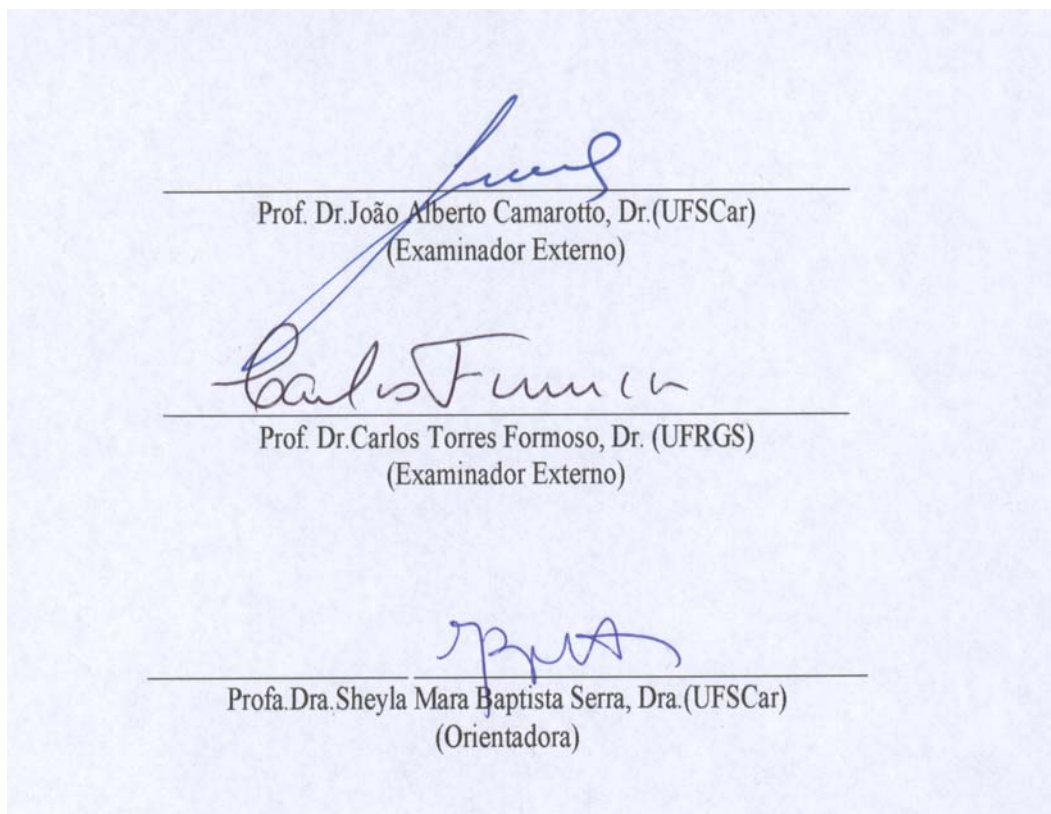 Prof. Dr.João Alberto Camarotto, Dr.(UFSCar)
(Examinador Externo)
Carlos
Prof. Dr.Carlos Torres Formoso, Dr. (UFRGS)
(Examinador Externo)
Profa.Dra.Sheyla Mara Baptista Serra, Dra.(UFSCar)
(Orientadora)